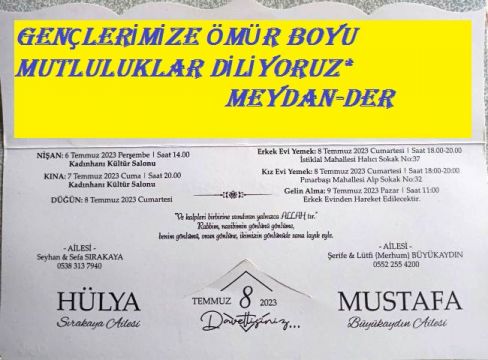 GENÇLERİMİZE ÖMÜR BOYU
MUTLULUKLAR DİLİYORUZ*
MEYDAN-DER
NİŞAN: 6 Temmuz 2023 Perşembe | Saat 14.00
Kadınhanı Kültür Salonu
KINA: 7 Temmuz 2023 Cuma | Saat 20.00
Kadınhanı Kültür Salonu
DÜĞÜN: 8 Temmuz 2023 Cumartesi
Erkek Evi Yemek: 8 Temmuz 2023 Cumartesi | Saat 18.00-20.00
İstiklal Mahallesi Halıcı Sokak No:37
Kız Evi Yemek: 8 Temmuz 2023 Cumartesi | Saat 18:00-20:00
Pınarbaşı Mahallesi Alp Sokak No:32
Gelin Alma: 9 Temmuz 2023 Pazar | Saat 11:00
Erkek Evinden Hareket Edilecektir.
"Ve kalpleri birbirine ısındıran yalnızca ALLAH'tır."
Rabbim, nasibimin gönlünü gönlüme,
benim gönlümü, onun gönlüne, ikimizin gönlünüde sana layık eyle.
- AİLESİ -
Seyhan & Sefa SIRAKAYA
0538 313 7940
- AİLESİ -
Şerife & Lütfi (Merhum) BÜYÜKAYDIN
0552 255 4200
HÜLYA
Sırakaya Ailesi
TEMMUZ 8 2023
Davetlisiniz...
MUSTAFA
Büyükaydın Ailesi